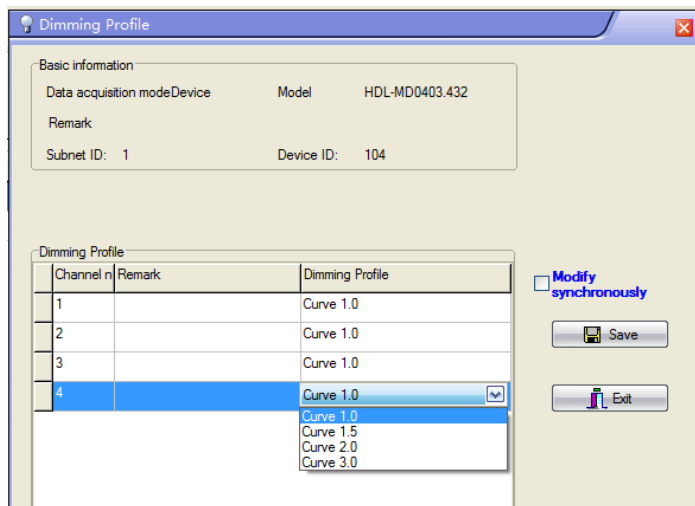 Dimming Profile
Basic information
Data acquisition modeDevice Model HDL-MD0403.432
Remark
Subnet ID: 1 Device ID: 104
Dimming Profile
Channel n Remark Dimming Profile
1 Curve 1.0
2 Curve 1.0
3 Curve 1.0
4 Curve 1.0
Curve 1.0
Curve 1.5
Curve 2.0
Curve 3.0
Modify
synchronously
Save
Exit